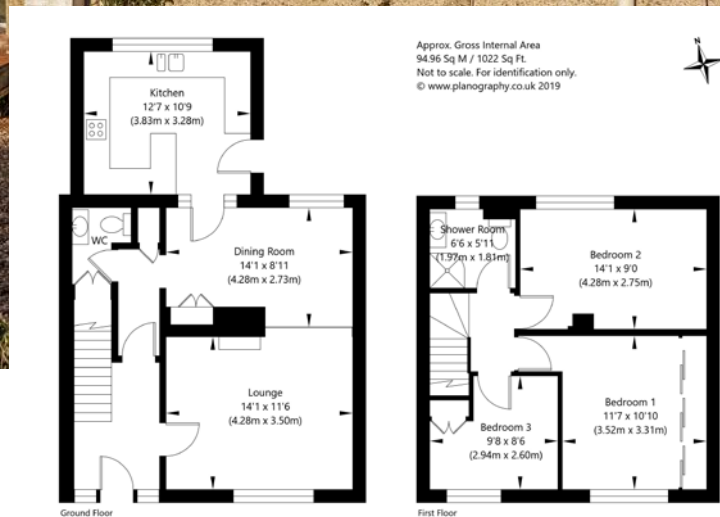 Approx. Gross Internal Area
94.96 Sq M / 1022 Sq Ft.
Not to scale. For identification only.
© www.planography.co.uk 2019
N
Kitchen
12'7 x 10'9
(3.83m x 3.28m)
WC
Dining Room
14'1 x 8'11
(4.28m x 2.73m)
Lounge
14'1 x 11'6
(4.28m x 3.50m)
Ground Floor
Shower Room
6'6 x 5'11
(1.97m x 1.81m)
Bedroom 2
14'1 x 9'0
(4.28m x 2.75m)
Bedroom 1
11'7 x 10'10
(3.52m x 3.31m)
Bedroom 3
9'8 x 8'6
(2.94m x 2.60m)
First Floor